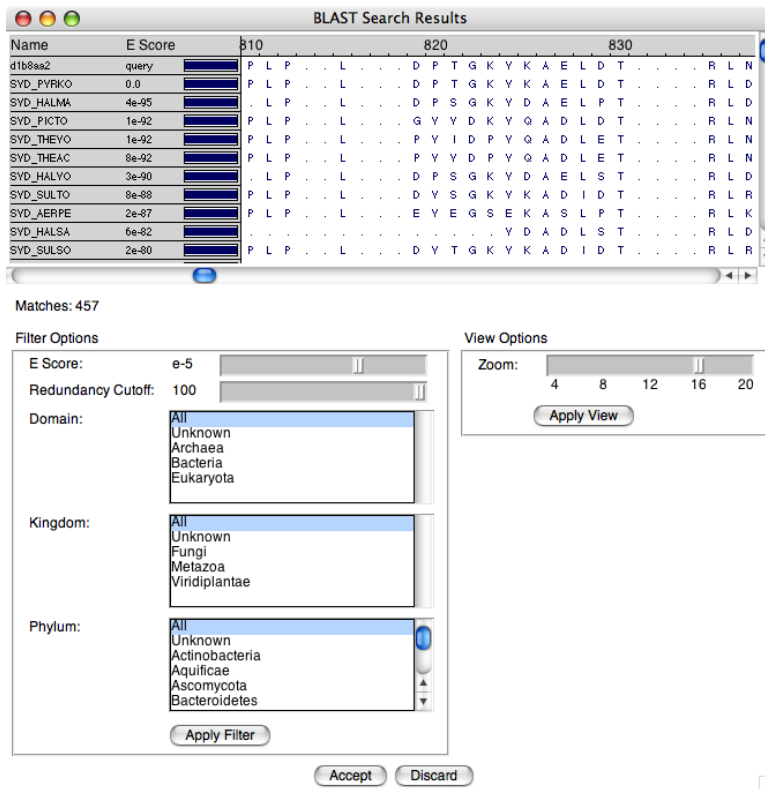 BLAST Search Results
Name E Score 810 820 830
d1b8aa2 query P L P . . L . . . D P T G K Y K A E L D T . . . . R L N
SYD_PYRKO 0.0 P L P . . L . . . D P T G K Y K A E L D T . . . . R L D
SYD_HALMA 4e-95 . L P . . L . . . D P S G K Y D A E L P T . . . . R L D
SYD_PICTO 1e-92 P L P . . L . . . G Y Y D K Y Q A D L D T . . . . R L N
SYD_THEYO 1e-92 P L P . . L . . . P Y I D P Y Q A D L E T . . . . R L N
SYD_THEAC 8e-92 P L P . . L . . . P Y Y D P Y Q A D L E T . . . . R L N
SYD_HALYO 3e-90 . L P . . L . . . D P S G K Y D A E L S T . . . . R L D
SYD_SULTO 8e-88 P L P . . L . . . D Y S G K Y K A D I D T . . . . R L R
SYD_AERPE 2e-87 P L P . . L . . . E Y E G S E K A S L P T . . . . R L K
SYD_HALSA 6e-82 . . . . . . . . . . . . . . Y D A D L S T . . . . R L D
SYD_SULSO 2e-80 P L P . . L . . . D Y T G K Y K A D I D T . . . . R L R
Matches: 457
Filter Options
E Score: e-5
Redundancy Cutoff: 100
Domain:
All
Unknown
Archaea
Bacteria
Eukaryota
Kingdom:
All
Unknown
Fungi
Metazoa
Viridiplantae
Phylum:
All
Unknown
Actinobacteria
Aquificae
Ascomycota
Bacteroidetes
Apply Filter
View Options
Zoom:
4 8 12 16 20
Apply View
Accept Discard